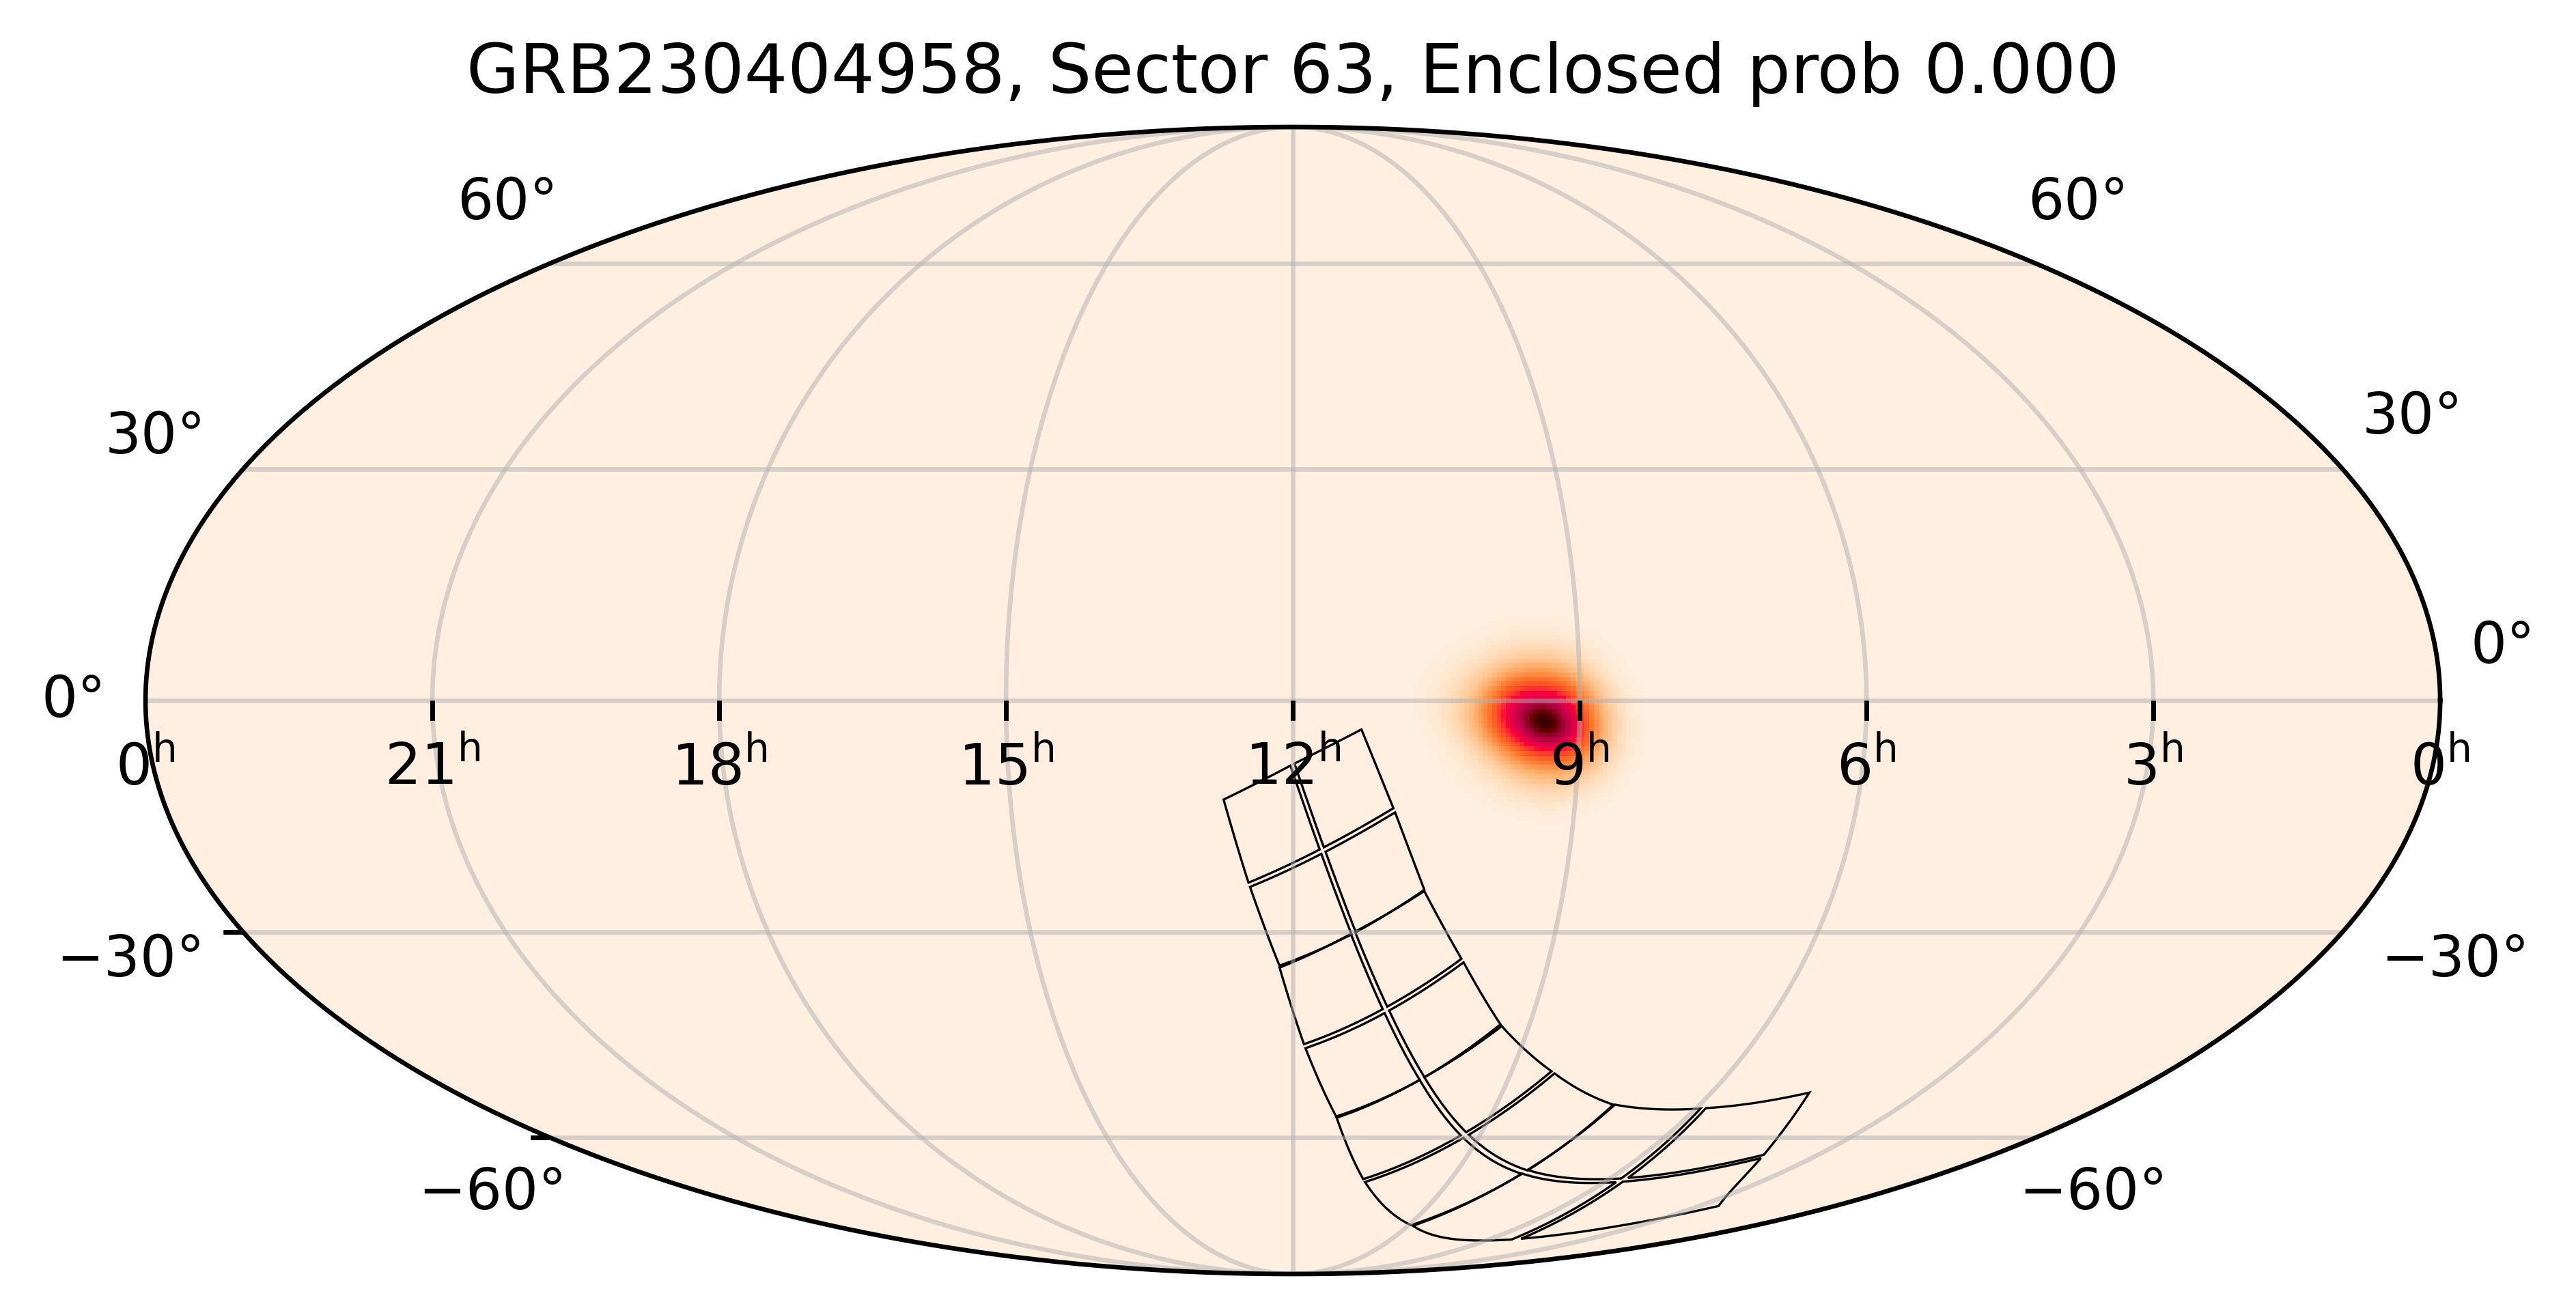 GRB230404958, Sector 63, Enclosed prob 0.000
60° 60°
30° 30°
0° 0°
0ʰ 21ʰ 18ʰ 15ʰ 12ʰ 9ʰ 6ʰ 3ʰ 0ʰ
−30° −30°
−60° −60°